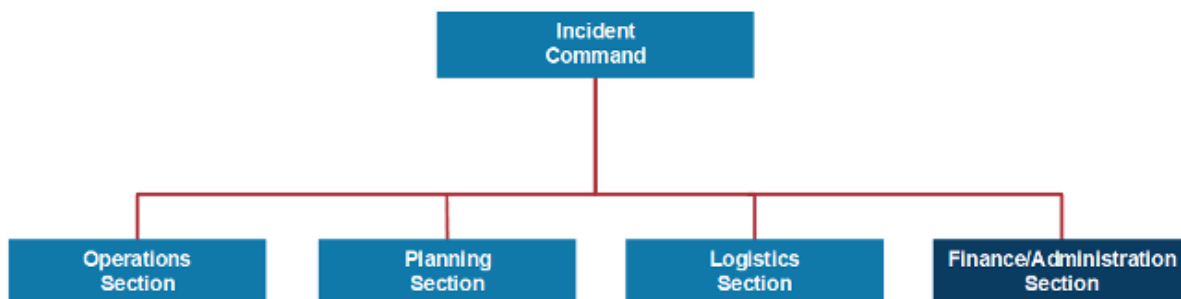 Incident
Command
Operations
Section
Planning
Section
Logistics
Section
Finance/Administration
Section